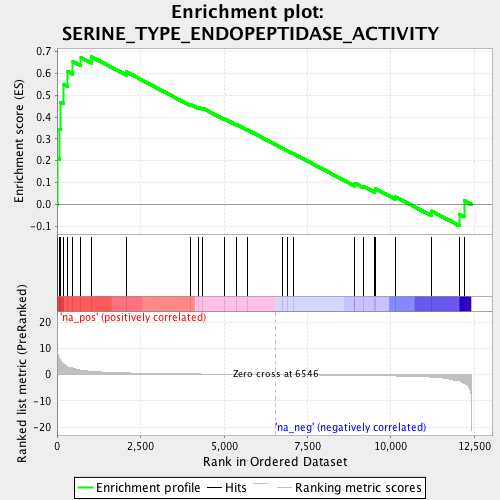 Enrichment plot:
SERINE_TYPE_ENDOPEPTIDASE_ACTIVITY
Enrichment score (ES)
0.7
0.6
0.5
0.4
0.3
0.2
0.1
0.0
-0.1
'na_pos' (positively correlated)
Ranked list metric (PreRanked)
20
10
0
-10
-20
Zero cross at 6546
'na_neg' (negatively correlated)
0 2,500 5,000 7,500 10,000 12,500
Rank in Ordered Dataset
Enrichment profile Hits Ranking metric scores